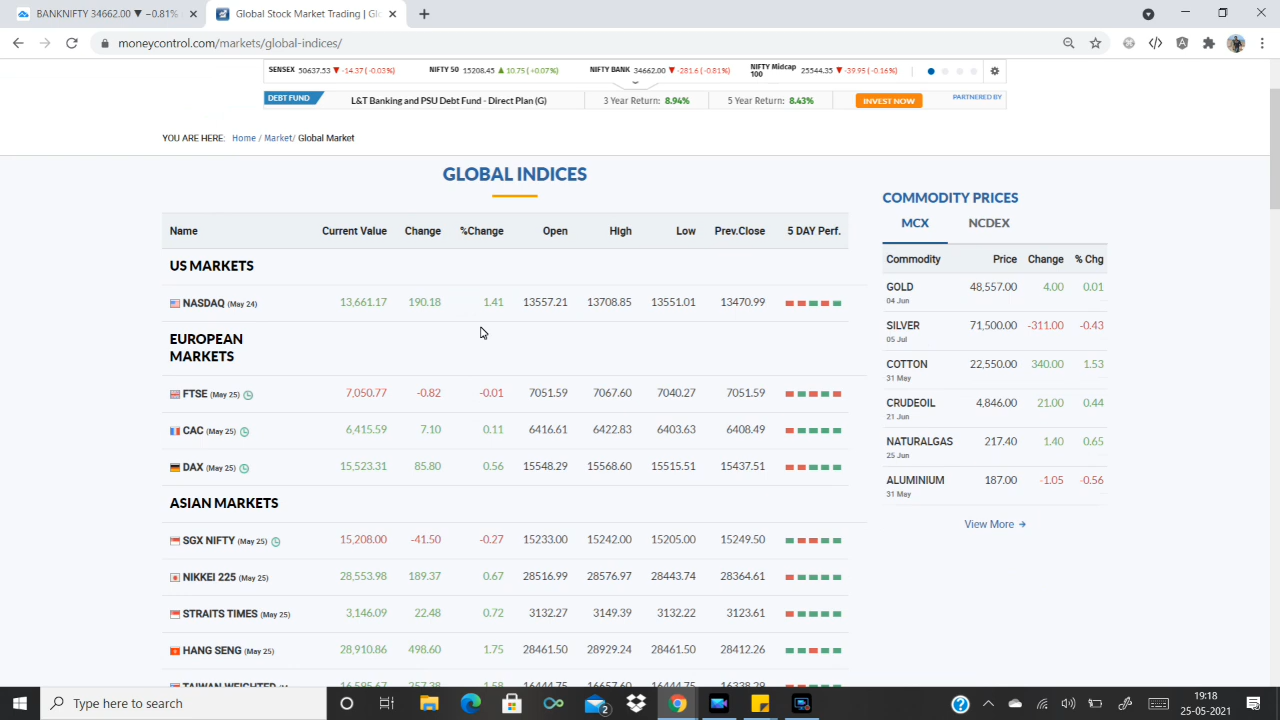 BANKNIFTY 34662.00 ▼ −0.81%
Global Stock Market Trading | Gl
moneycontrol.com/markets/global-indices/
SENSEX 50637.53 ▼ -14.37 ( -0.03%)
NIFTY 50 15208.45 ▲ 10.75 ( +0.07%)
NIFTY BANK 34662.00 ▼ -281.6 (-0.81%)
NIFTY Midcap 100 25544.35 ▼ -39.95 (-0.16%)
DEBT FUND
L&T Banking and PSU Debt Fund - Direct Plan (G)
3 Year Return: 8.94%
5 Year Return: 8.43%
INVEST NOW
PARTNERED BY
YOU ARE HERE: Home / Market/ Global Market
GLOBAL INDICES
Name Current Value Change %Change Open High Low Prev.Close 5 DAY Perf.
US MARKETS
NASDAQ (May 24) 13,661.17 190.18 1.41 13557.21 13708.85 13551.01 13470.99
EUROPEAN
MARKETS
FTSE (May 25) 7,050.77 -0.82 -0.01 7051.59 7067.60 7040.27 7051.59
CAC (May 25) 6,415.59 7.10 0.11 6416.61 6422.83 6403.63 6408.49
DAX (May 25) 15,523.31 85.80 0.56 15548.29 15568.60 15515.51 15437.51
ASIAN MARKETS
SGX NIFTY (May 25) 15,208.00 -41.50 -0.27 15233.00 15242.00 15205.00 15249.50
NIKKEI 225 (May 25) 28,553.98 189.37 0.67 28516.99 28576.97 28443.74 28364.61
STRAITS TIMES (May 25) 3,146.09 22.48 0.72 3132.27 3149.39 3132.22 3123.61
HANG SENG (May 25) 28,910.86 498.60 1.75 28461.50 28929.24 28461.50 28412.26
TAIWAN WEIGHTED 16,595.67 257.38 1.58 16444.75 16338.29
COMMODITY PRICES
MCX NCDEX
Commodity Price Change % Chg
GOLD 48,557.00 4.00 0.01
04 Jun
SILVER 71,500.00 -311.00 -0.43
05 Jul
COTTON 22,550.00 340.00 1.53
31 May
CRUDEOIL 4,846.00 21.00 0.44
21 Jun
NATURALGAS 217.40 1.40 0.65
25 Jun
ALUMINIUM 187.00 -1.05 -0.56
31 May
View More →
Type here to search
2
19:18
25-05-2021